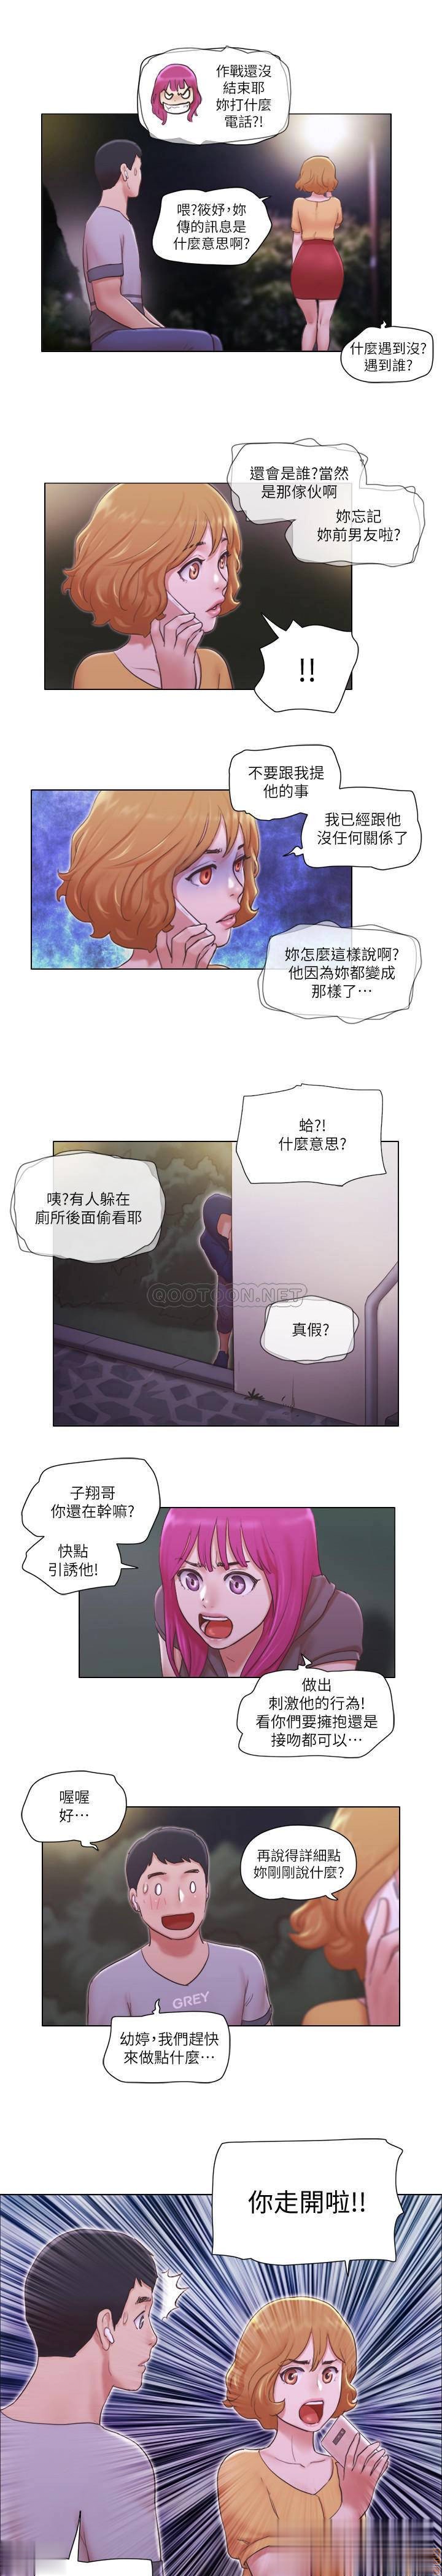 作戰還沒
結束耶
妳打什麼
電話?!
喂?筱妤，妳
傳的訊息是
什麼意思啊?
什麼遇到沒?
遇到誰?
還會是誰?當然
是那傢伙啊
妳忘記
妳前男友啦?
!!
不要跟我提
他的事
我已經跟他
沒任何關係了
妳怎麼這樣說啊?
他因為妳都變成
那樣了…
蛤?!
什麼意思?
咦?有人躲在
廁所後面偷看耶
QOOTOON.NET
真假?
子翔哥
你還在幹嘛?
快點
引誘他!
做出
刺激他的行為!
看你們要擁抱還是
接吻都可以…
喔喔
好…
再說得詳細點
妳剛剛說什麼?
GREY
幼婷，我們趕快
來做點什麼…
你走開啦!!